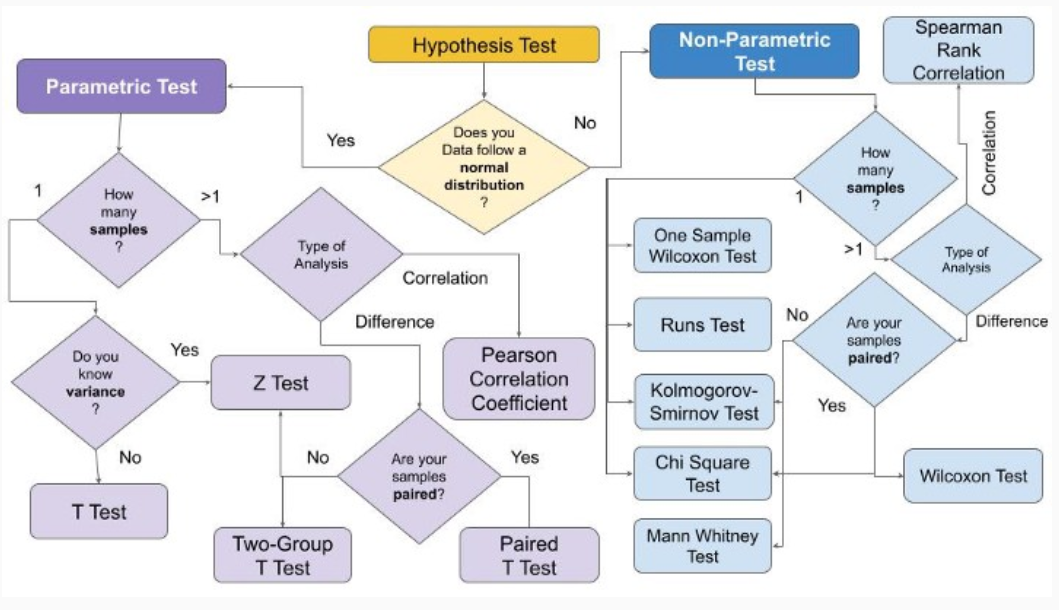 Hypothesis Test
Parametric Test
Non-Parametric
Test
Spearman
Rank
Correlation
Does you
Data follow a
normal
distribution
?
Yes
No
How
many
samples
?
1
>1
Type of
Analysis
Correlation
Difference
Do you
know
variance
?
Yes
No
Z Test
T Test
Pearson
Correlation
Coefficient
Are your
samples
paired?
No
Yes
Two-Group
T Test
Paired
T Test
How
many
samples
?
1
>1
Type of
Analysis
Correlation
Difference
Are your
samples
paired?
No
Yes
One Sample
Wilcoxon Test
Runs Test
Kolmogorov-
Smirnov Test
Chi Square
Test
Mann Whitney
Test
Wilcoxon Test